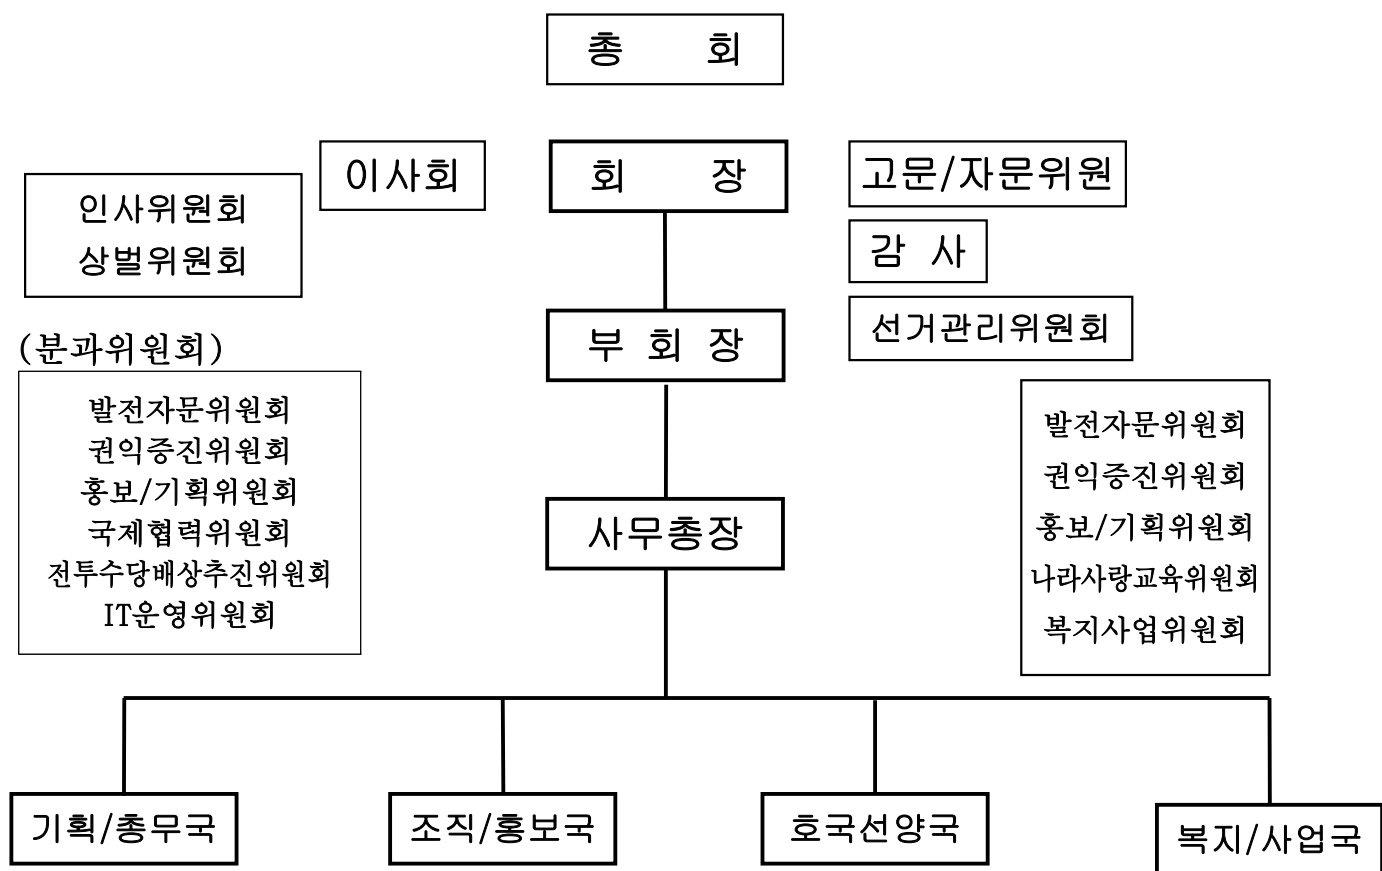 총 회
이사회
회 장
고문/자문위원
인사위원회
상벌위원회
감 사
선거관리위원회
부 회 장
(분과위원회)
발전자문위원회
권익증진위원회
홍보/기획위원회
국제협력위원회
전투수당배상추진위원회
IT운영위원회
발전자문위원회
권익증진위원회
홍보/기획위원회
나라사랑교육위원회
복지사업위원회
사무총장
기획/총무국
조직/홍보국
호국선양국
복지/사업국